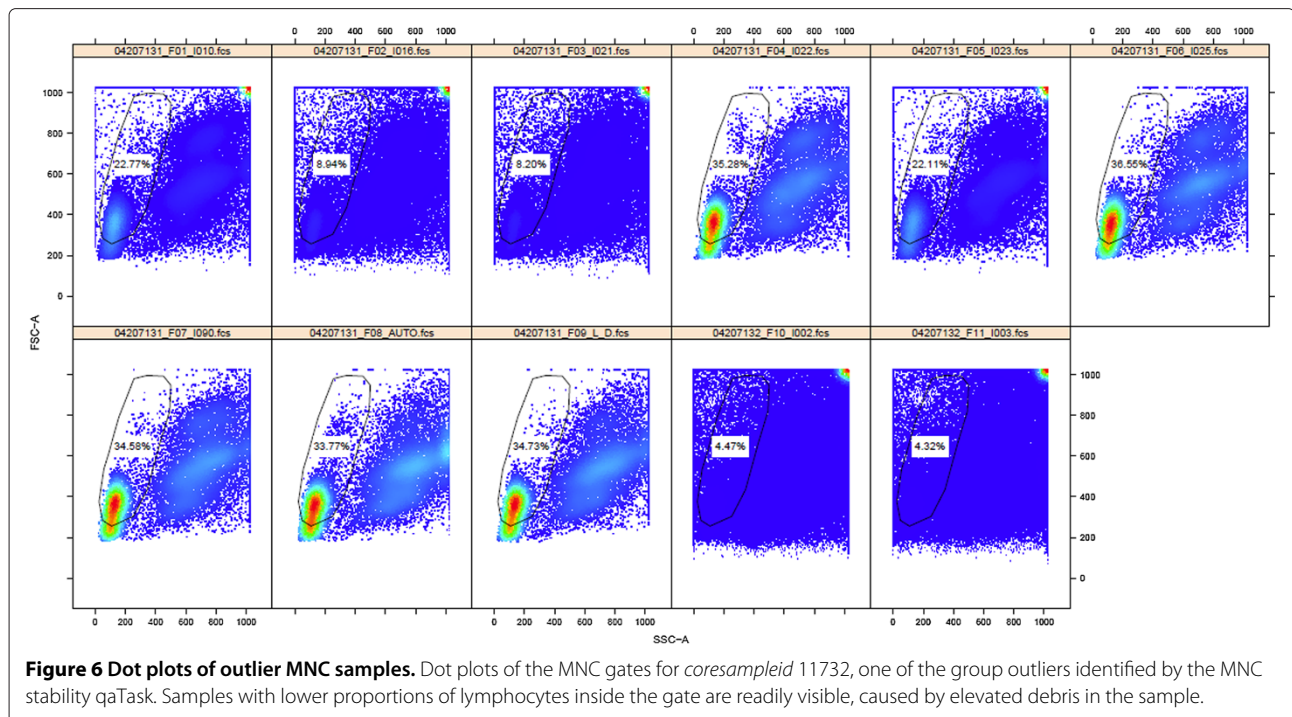 0 200 400 600 800 1000 0 200 400 600 800 1000 0 200 400 600 800 1000
04207131_F01_I010.fcs 04207131_F02_I016.fcs 04207131_F03_I021.fcs 04207131_F04_I022.fcs 04207131_F05_I023.fcs 04207131_F06_I025.fcs
1000
800
22.77% 8.94% 8.20% 35.28% 22.11% 36.55%
600
400
200
0
FSC-A
04207131_F07_I090.fcs 04207131_F08_AUTO.fcs 04207131_F09_L_D.fcs 04207132_F10_I002.fcs 04207132_F11_I003.fcs
1000
800
34.58% 33.77% 34.73% 4.47% 4.32%
600
400
200
0
0 200 400 600 800 1000 0 200 400 600 800 1000 0 200 400 600 800 1000
SSC-A
Figure 6 Dot plots of outlier MNC samples. Dot plots of the MNC gates for coresampleid 11732, one of the group outliers identified by the MNC
stability qaTask. Samples with lower proportions of lymphocytes inside the gate are readily visible, caused by elevated debris in the sample.